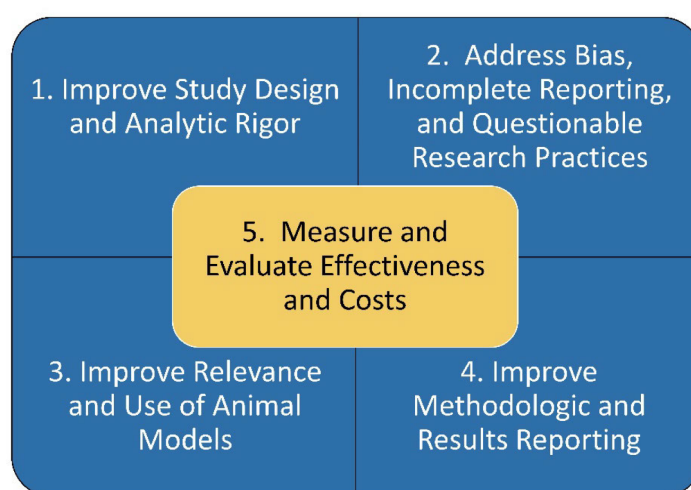 1. Improve Study Design
and Analytic Rigor
2. Address Bias,
Incomplete Reporting,
and Questionable
Research Practices
5. Measure and
Evaluate Effectiveness
and Costs
3. Improve Relevance
and Use of Animal
Models
4. Improve
Methodologic and
Results Reporting